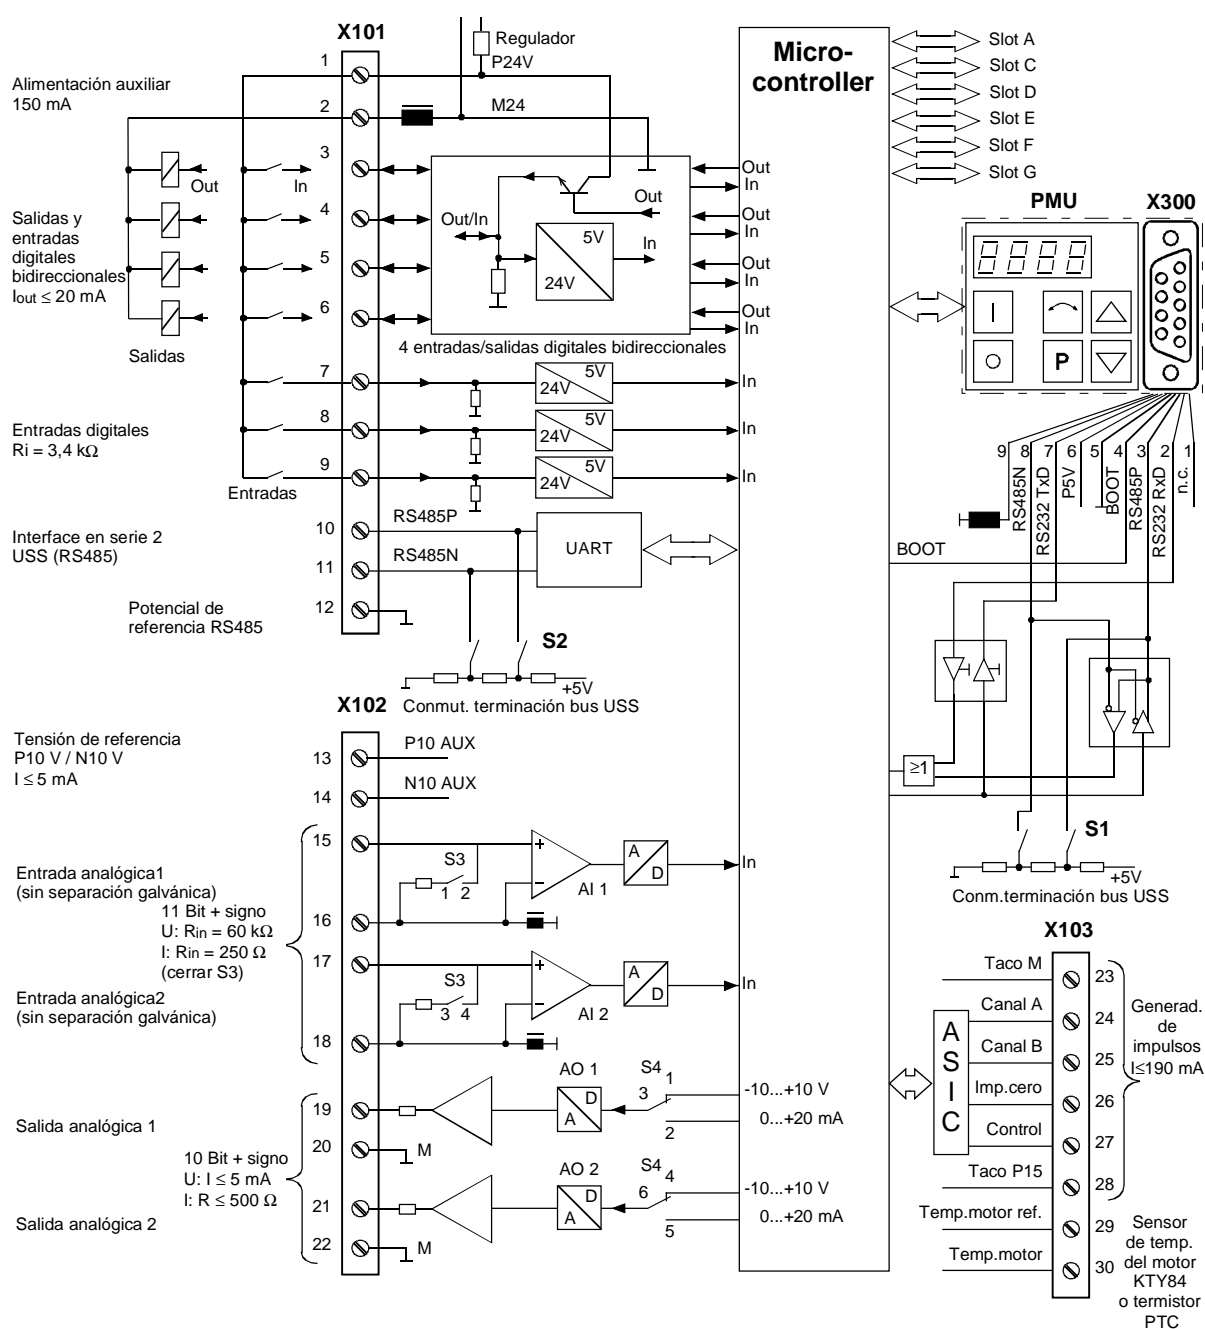 X101
Regulador
P24V
1
Alimentación auxiliar
150 mA
2
M24
3
Out
In
4
Salidas y
entradas
digitales
bidireccionales
Iout ≤ 20 mA
5
6
Salidas
Out/In
Out
5V
24V
In
4 entradas/salidas digitales bidireccionales
Out
In
Out
In
Out
In
Out
In
7
5V
24V
In
8
5V
24V
In
Entradas digitales
Ri = 3,4 kΩ
9
5V
24V
In
Entradas
10
RS485P
Interface en serie 2
USS (RS485)
11
RS485N
UART
12
Potencial de
referencia RS485
S2
+5V
Conmut. terminación bus USS
X102
Tensión de referencia
P10 V / N10 V
I ≤ 5 mA
13
P10 AUX
14
N10 AUX
15
S3
1 2
+
–
AI 1
A
D
In
Entrada analógica1
(sin separación galvánica)
16
11 Bit + signo
U: Rin = 60 kΩ
I: Rin = 250 Ω
(cerrar S3)
17
S3
3 4
+
–
AI 2
A
D
In
Entrada analógica2
(sin separación galvánica)
18
AO 1
S4
1
3
2
D
A
-10...+10 V
0...+20 mA
19
Salida analógica 1
20
M
10 Bit + signo
U: I ≤ 5 mA
I: R ≤ 500 Ω
AO 2
S4
4
6
5
D
A
-10...+10 V
0...+20 mA
21
Salida analógica 2
22
M
Micro-
controller
Slot A
Slot C
Slot D
Slot E
Slot F
Slot G
PMU
X300
8888
I
O
P
9 8 7 6 5 4 3 2 1
RS485N
RS232 TxD
P5V
BOOT
RS485P
RS232 RxD
n.c.
BOOT
≥1
S1
+5V
Conm.terminación bus USS
X103
Taco M
23
Canal A
24
Canal B
25
Imp.cero
26
Control
27
Taco P15
28
Temp.motor ref.
29
Temp.motor
30
ASIC
Generad.
de
impulsos
I≤190 mA
Sensor
de temp.
del motor
KTY84
o termistor
PTC